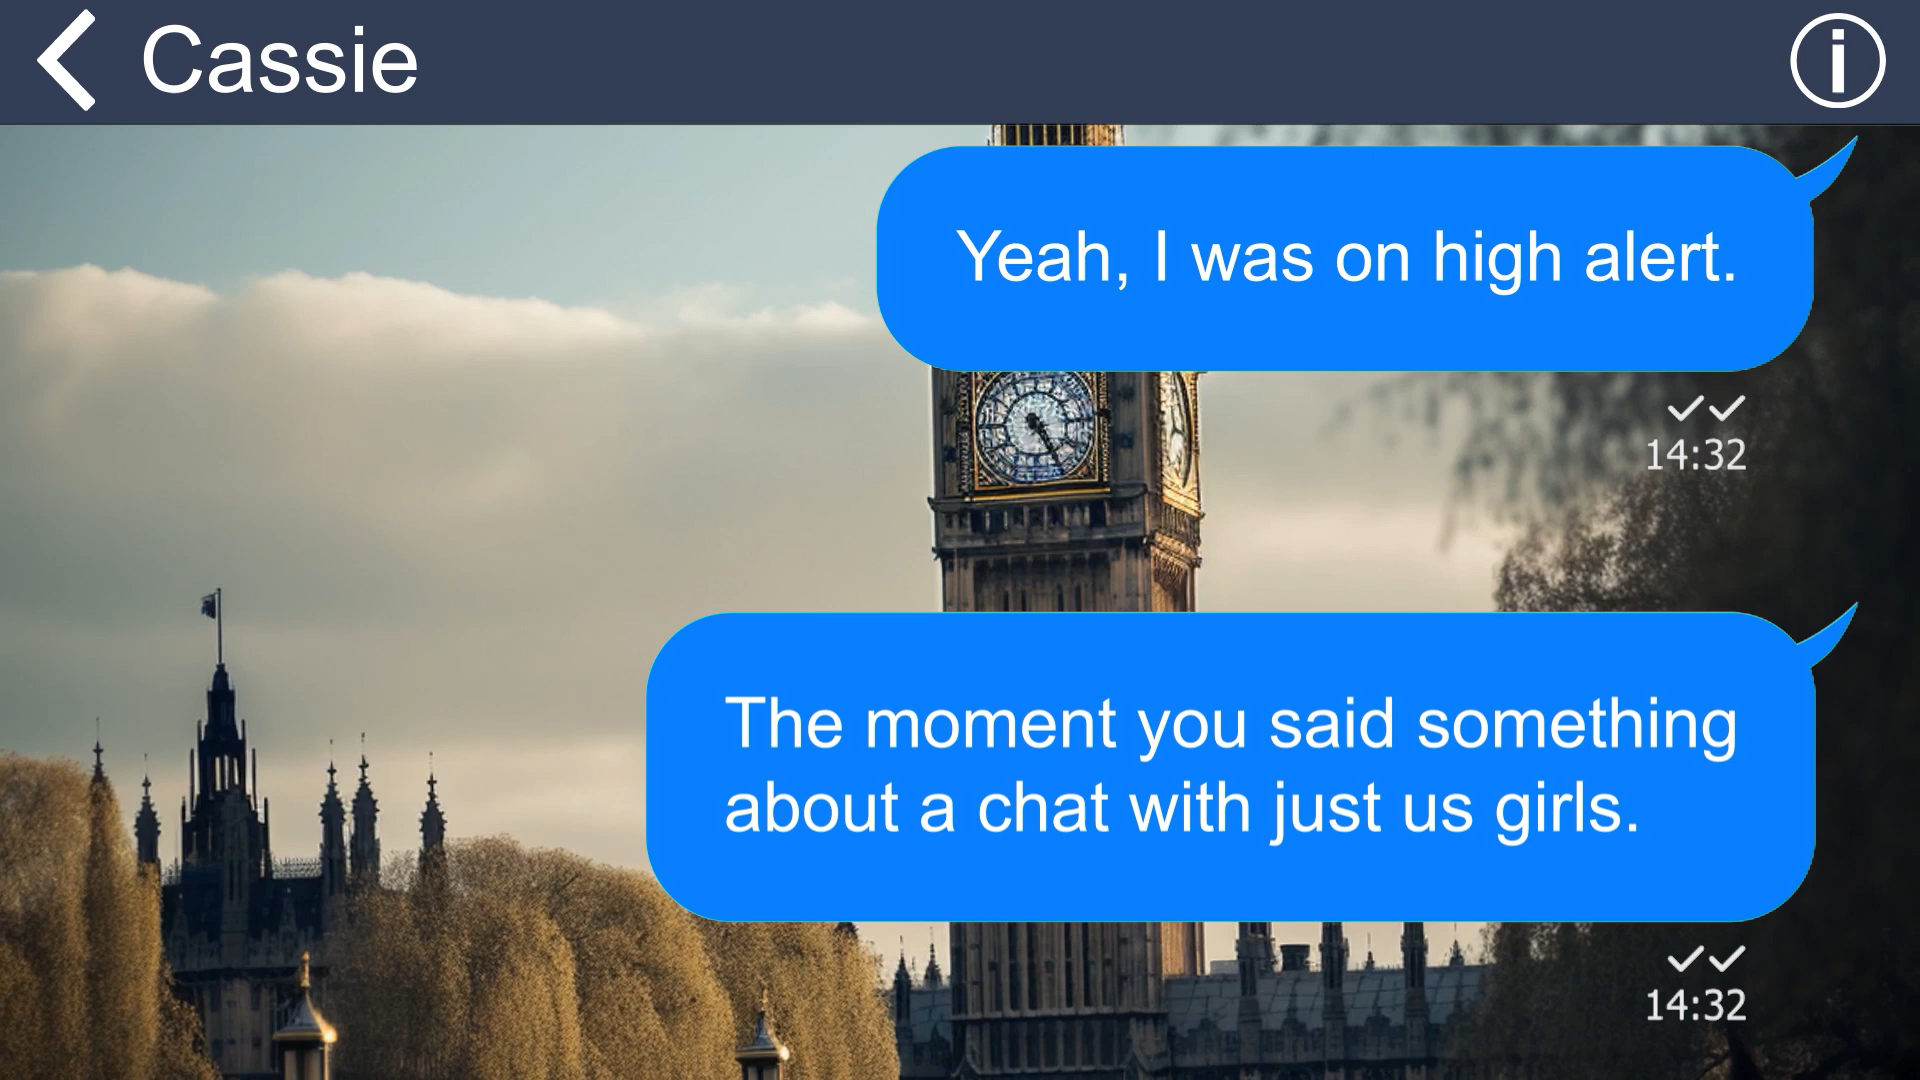 Cassie
Yeah, I was on high alert.
14:32
The moment you said something
about a chat with just us girls.
14:32